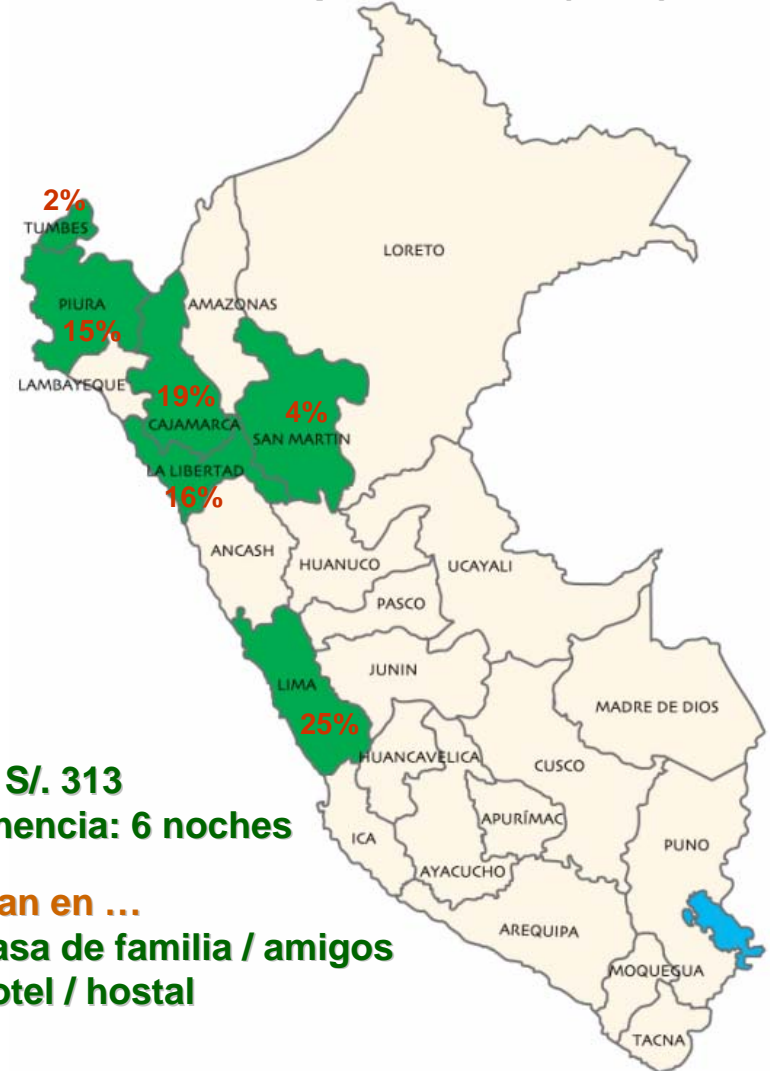 2%
TUMBES
LORETO
PIURA
15%
AMAZONAS
LAMBAYEQUE
19%
CAJAMARCA
4%
SAN MARTIN
LA LIBERTAD
16%
ANCASH
HUANUCO
UCAYALI
PASCO
JUNIN
LIMA
25%
MADRE DE DIOS
HUANCAVELICA
CUSCO
S/. 313
nencia: 6 noches
ICA
APURÍMAC
PUNO
AYACUCHO
an en …
asa de familia / amigos
otel / hostal
AREQUIPA
MOQUEGUA
TACNA